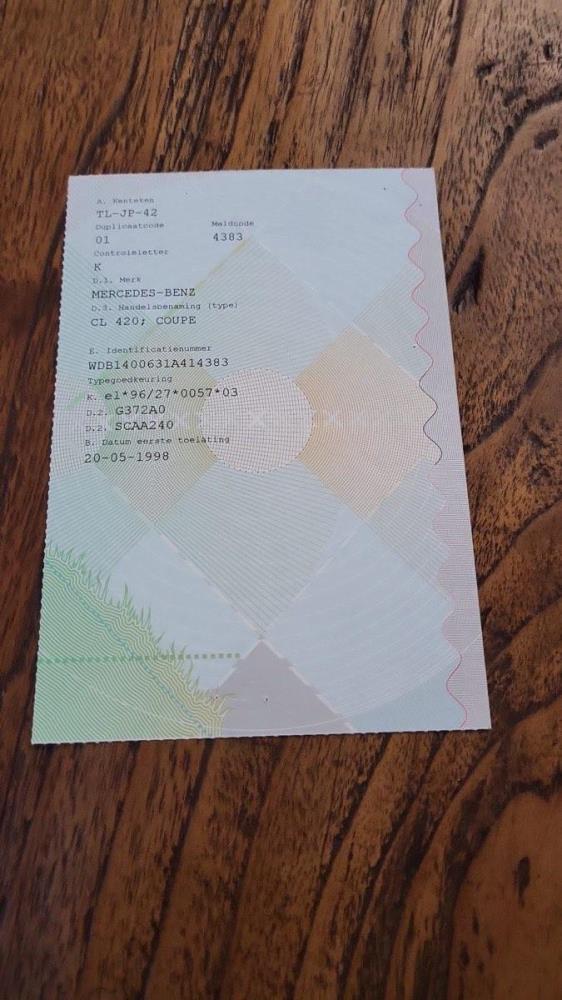 A. Kenteken
TL-JP-42
Duplicaatcode Meldcode
01 4383
Controleletter
K
D.1. Merk
MERCEDES-BENZ
D.3. Handelsbenaming (type)
CL 420; COUPE
E. Identificatienummer
WDB1400631A414383
Typegoedkeuring
K. e1*96/27*0057*03
D.2. G372A0
D.2. SCAA240
B. Datum eerste toelating
20-05-1998